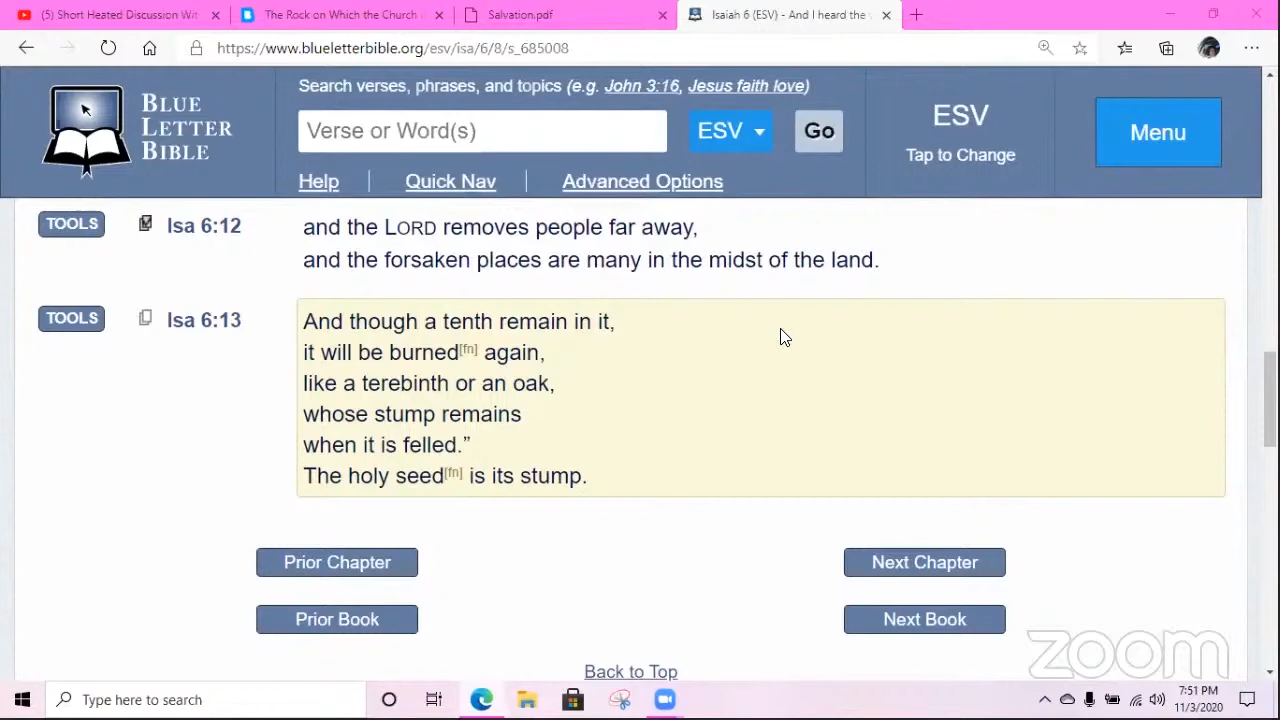 (5) Short Heated Discussion Wit
The Rock on Which the Church
Salvation.pdf
Isaiah 6 (ESV) - And I heard the
https://www.blueletterbible.org/esv/isa/6/8/s_685008
BLUE
LETTER
BIBLE
Search verses, phrases, and topics (e.g. John 3:16, Jesus faith love)
Verse or Word(s)
ESV
Go
Help
Quick Nav
Advanced Options
ESV
Tap to Change
Menu
TOOLS Isa 6:12 and the LORD removes people far away,
and the forsaken places are many in the midst of the land.
TOOLS Isa 6:13 And though a tenth remain in it,
it will be burned[fn] again,
like a terebinth or an oak,
whose stump remains
when it is felled.”
The holy seed[fn] is its stump.
Prior Chapter
Next Chapter
Prior Book
Next Book
Back to Top
zoom
Type here to search
7:51 PM
11/3/2020